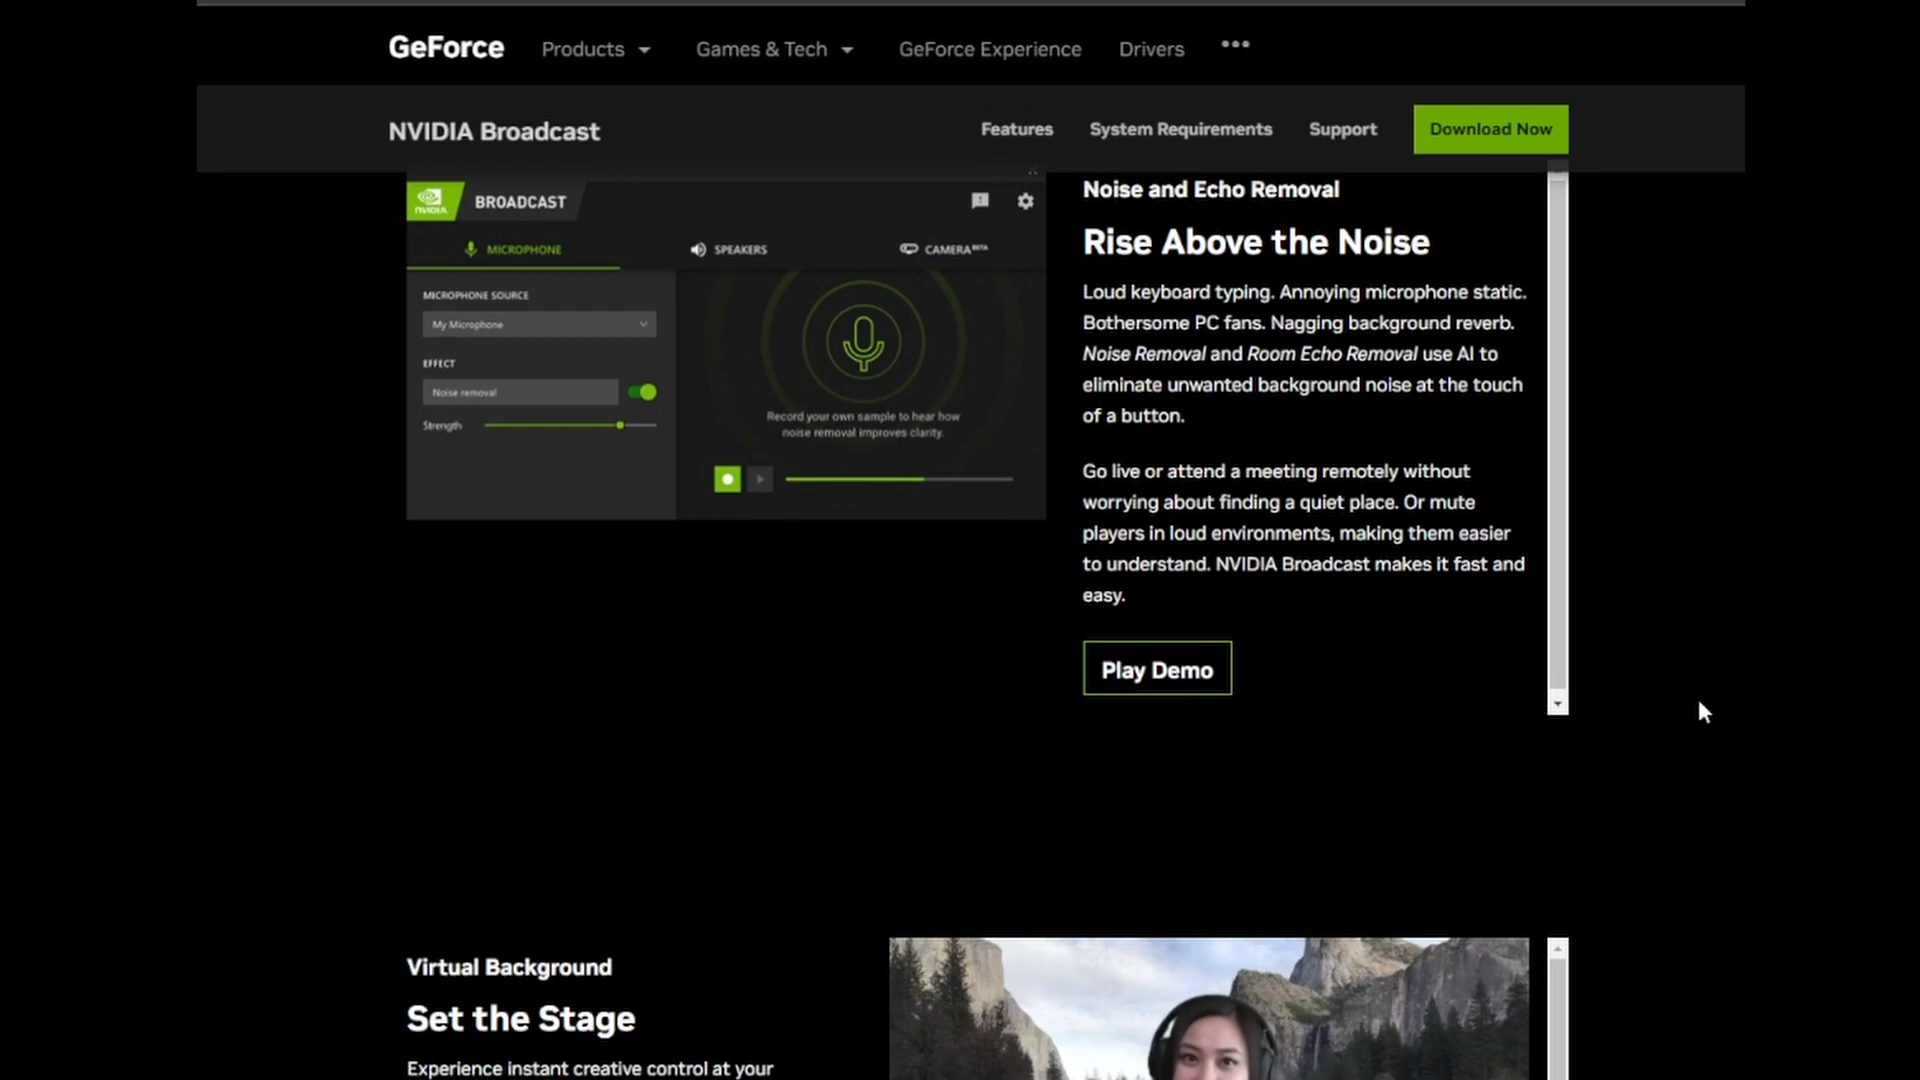 GeForce Products Games & Tech GeForce Experience Drivers •••
NVIDIA Broadcast Features System Requirements Support Download Now
NVIDIA BROADCAST
MICROPHONE SPEAKERS CAMERA BETA
MICROPHONE SOURCE
My Microphone
EFFECT
Noise removal
Strength
Record your own sample to hear how
noise removal improves clarity.
Noise and Echo Removal
Rise Above the Noise
Loud keyboard typing. Annoying microphone static.
Bothersome PC fans. Nagging background reverb.
Noise Removal and Room Echo Removal use AI to
eliminate unwanted background noise at the touch
of a button.
Go live or attend a meeting remotely without
worrying about finding a quiet place. Or mute
players in loud environments, making them easier
to understand. NVIDIA Broadcast makes it fast and
easy.
Play Demo
Virtual Background
Set the Stage
Experience instant creative control at your